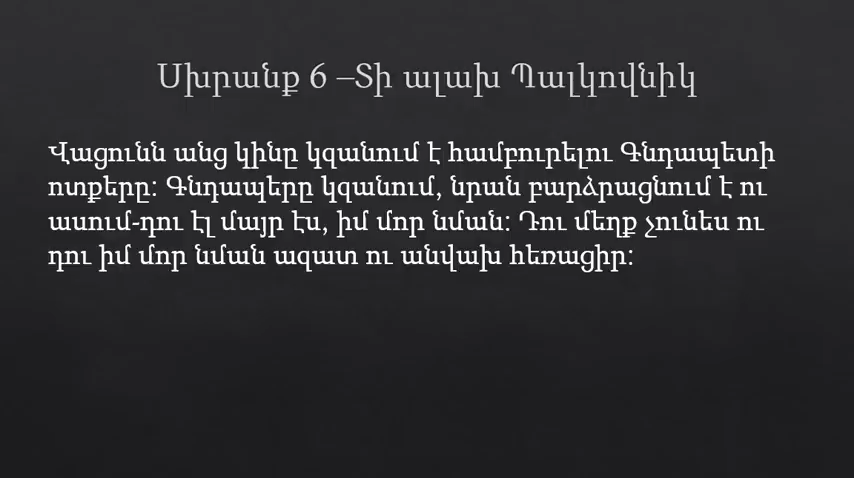 Սխրանք 6 –Տի ալախ Պալկովնիկ
Վացունն անց կինը կզանում է համբուրելու Գնդապետի
ոտքերը: Գնդապերը կզանում, նրան բարձրացնում է ու
ասում-դու էլ մայր էս, իմ մոր նման: Դու մեղք չունես ու
դու իմ մոր նման ազատ ու անվախ հեռացիր: